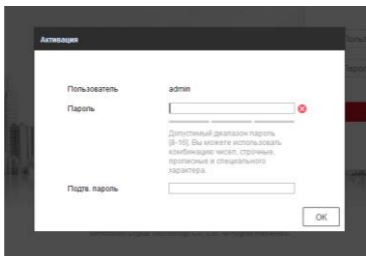 Активация
Пользователь admin
Пароль
Допустимый диапазон пароль
[8-16]. Вы можете использовать
комбинацию чисел, строчные,
прописные и специального
характера.
Подтв. пароль
OK